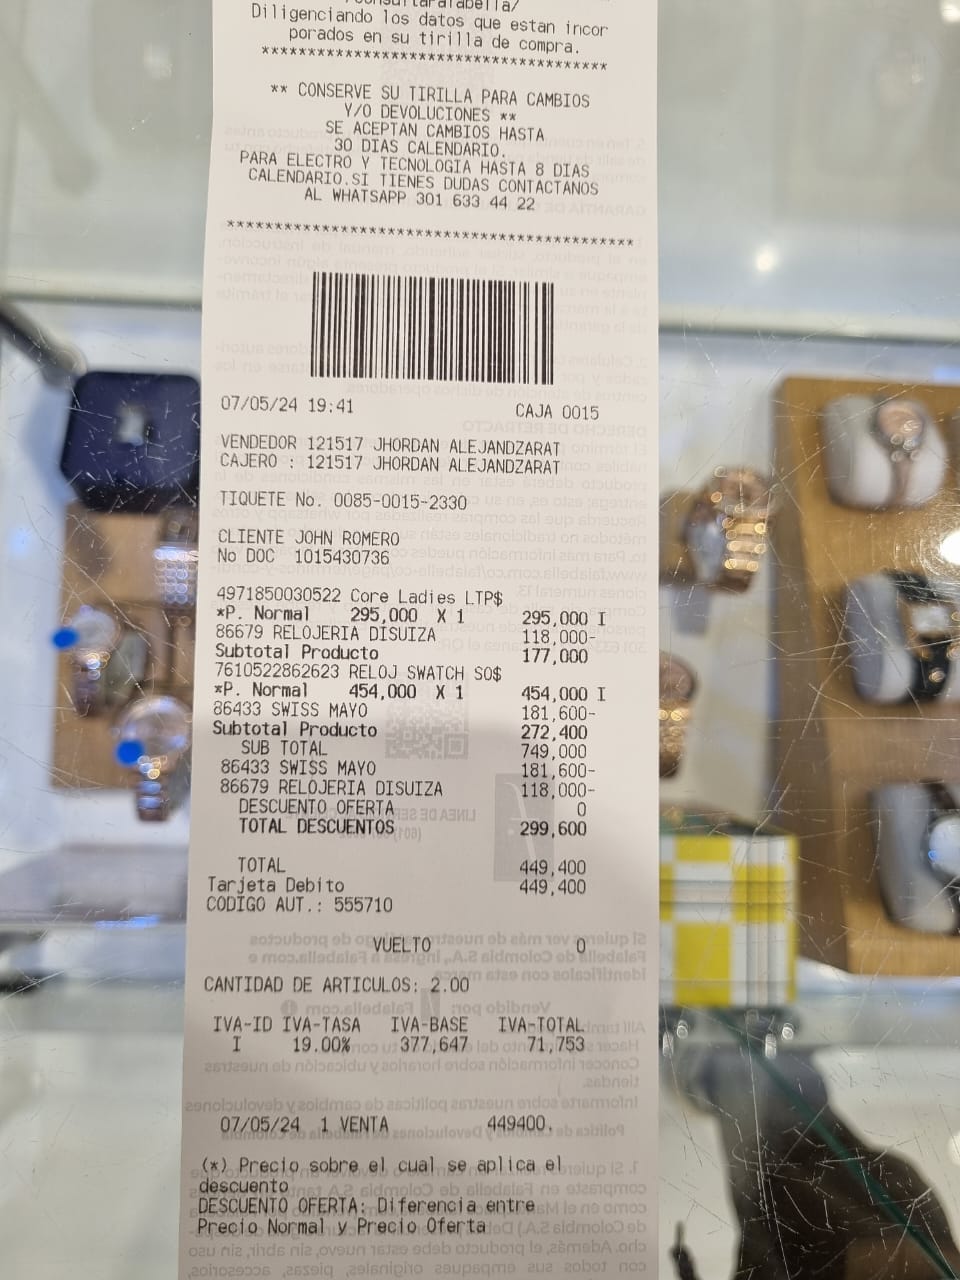 Diligenciando los datos que estan incor
porados en su tirilla de compra.
*****************************************
** CONSERVE SU TIRILLA PARA CAMBIOS
Y/O DEVOLUCIONES **
SE ACEPTAN CAMBIOS HASTA
30 DIAS CALENDARIO.
PARA ELECTRO Y TECNOLOGIA HASTA 8 DIAS
CALENDARIO.SI TIENES DUDAS CONTACTANOS
AL WHATSAPP 301 633 44 22
*******************************************
07/05/24 19:41 CAJA 0015
VENDEDOR 121517 JHORDAN ALEJANDZARAT
CAJERO : 121517 JHORDAN ALEJANDZARAT
TIQUETE No. 0085-0015-2330
CLIENTE JOHN ROMERO
No DOC 1015430736
4971850030522 Core Ladies LTP$
*P. Normal 295,000 X 1 295,000 I
86679 RELOJERIA DISUIZA 118,000-
Subtotal Producto 177,000
7610522862623 RELOJ SWATCH SO$
*P. Normal 454,000 X 1 454,000 I
86433 SWISS MAYO 181,600-
Subtotal Producto 272,400
SUB TOTAL 749,000
86433 SWISS MAYO 181,600-
86679 RELOJERIA DISUIZA 118,000-
DESCUENTO OFERTA 0
TOTAL DESCUENTOS 299,600
TOTAL 449,400
Tarjeta Debito 449,400
CODIGO AUT.: 555710
VUELTO 0
CANTIDAD DE ARTICULOS: 2.00
IVA-ID IVA-TASA IVA-BASE IVA-TOTAL
I 19.00% 377,647 71,753
07/05/24 1 VENTA 449400.
(*) Precio sobre el cual se aplica el
descuento
DESCUENTO OFERTA: Diferencia entre
Precio Normal y Precio Oferta